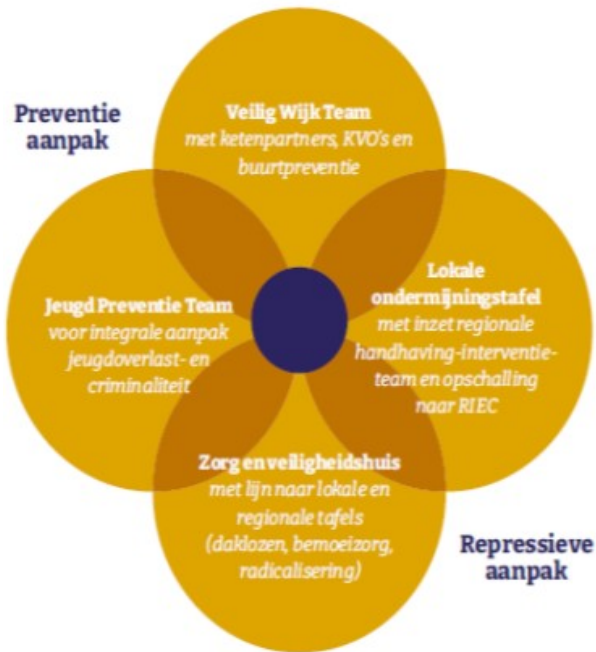 Preventie
aanpak
Veilig Wijk Team
met ketenpartners, KVO's en
buurtpreventie
Jeugd Preventie Team
voor integrale aanpak
jeugdoverlast- en
criminaliteit
Lokale
ondermijningstafel
met inzet regionale
handhaving-interventie-
team en opschaling
naar RIEC
Zorg en veiligheidshuis
met lijn naar lokale en
regionale tafels
(daklozen, bemoeizorg,
radicalisering)
Repressieve
aanpak